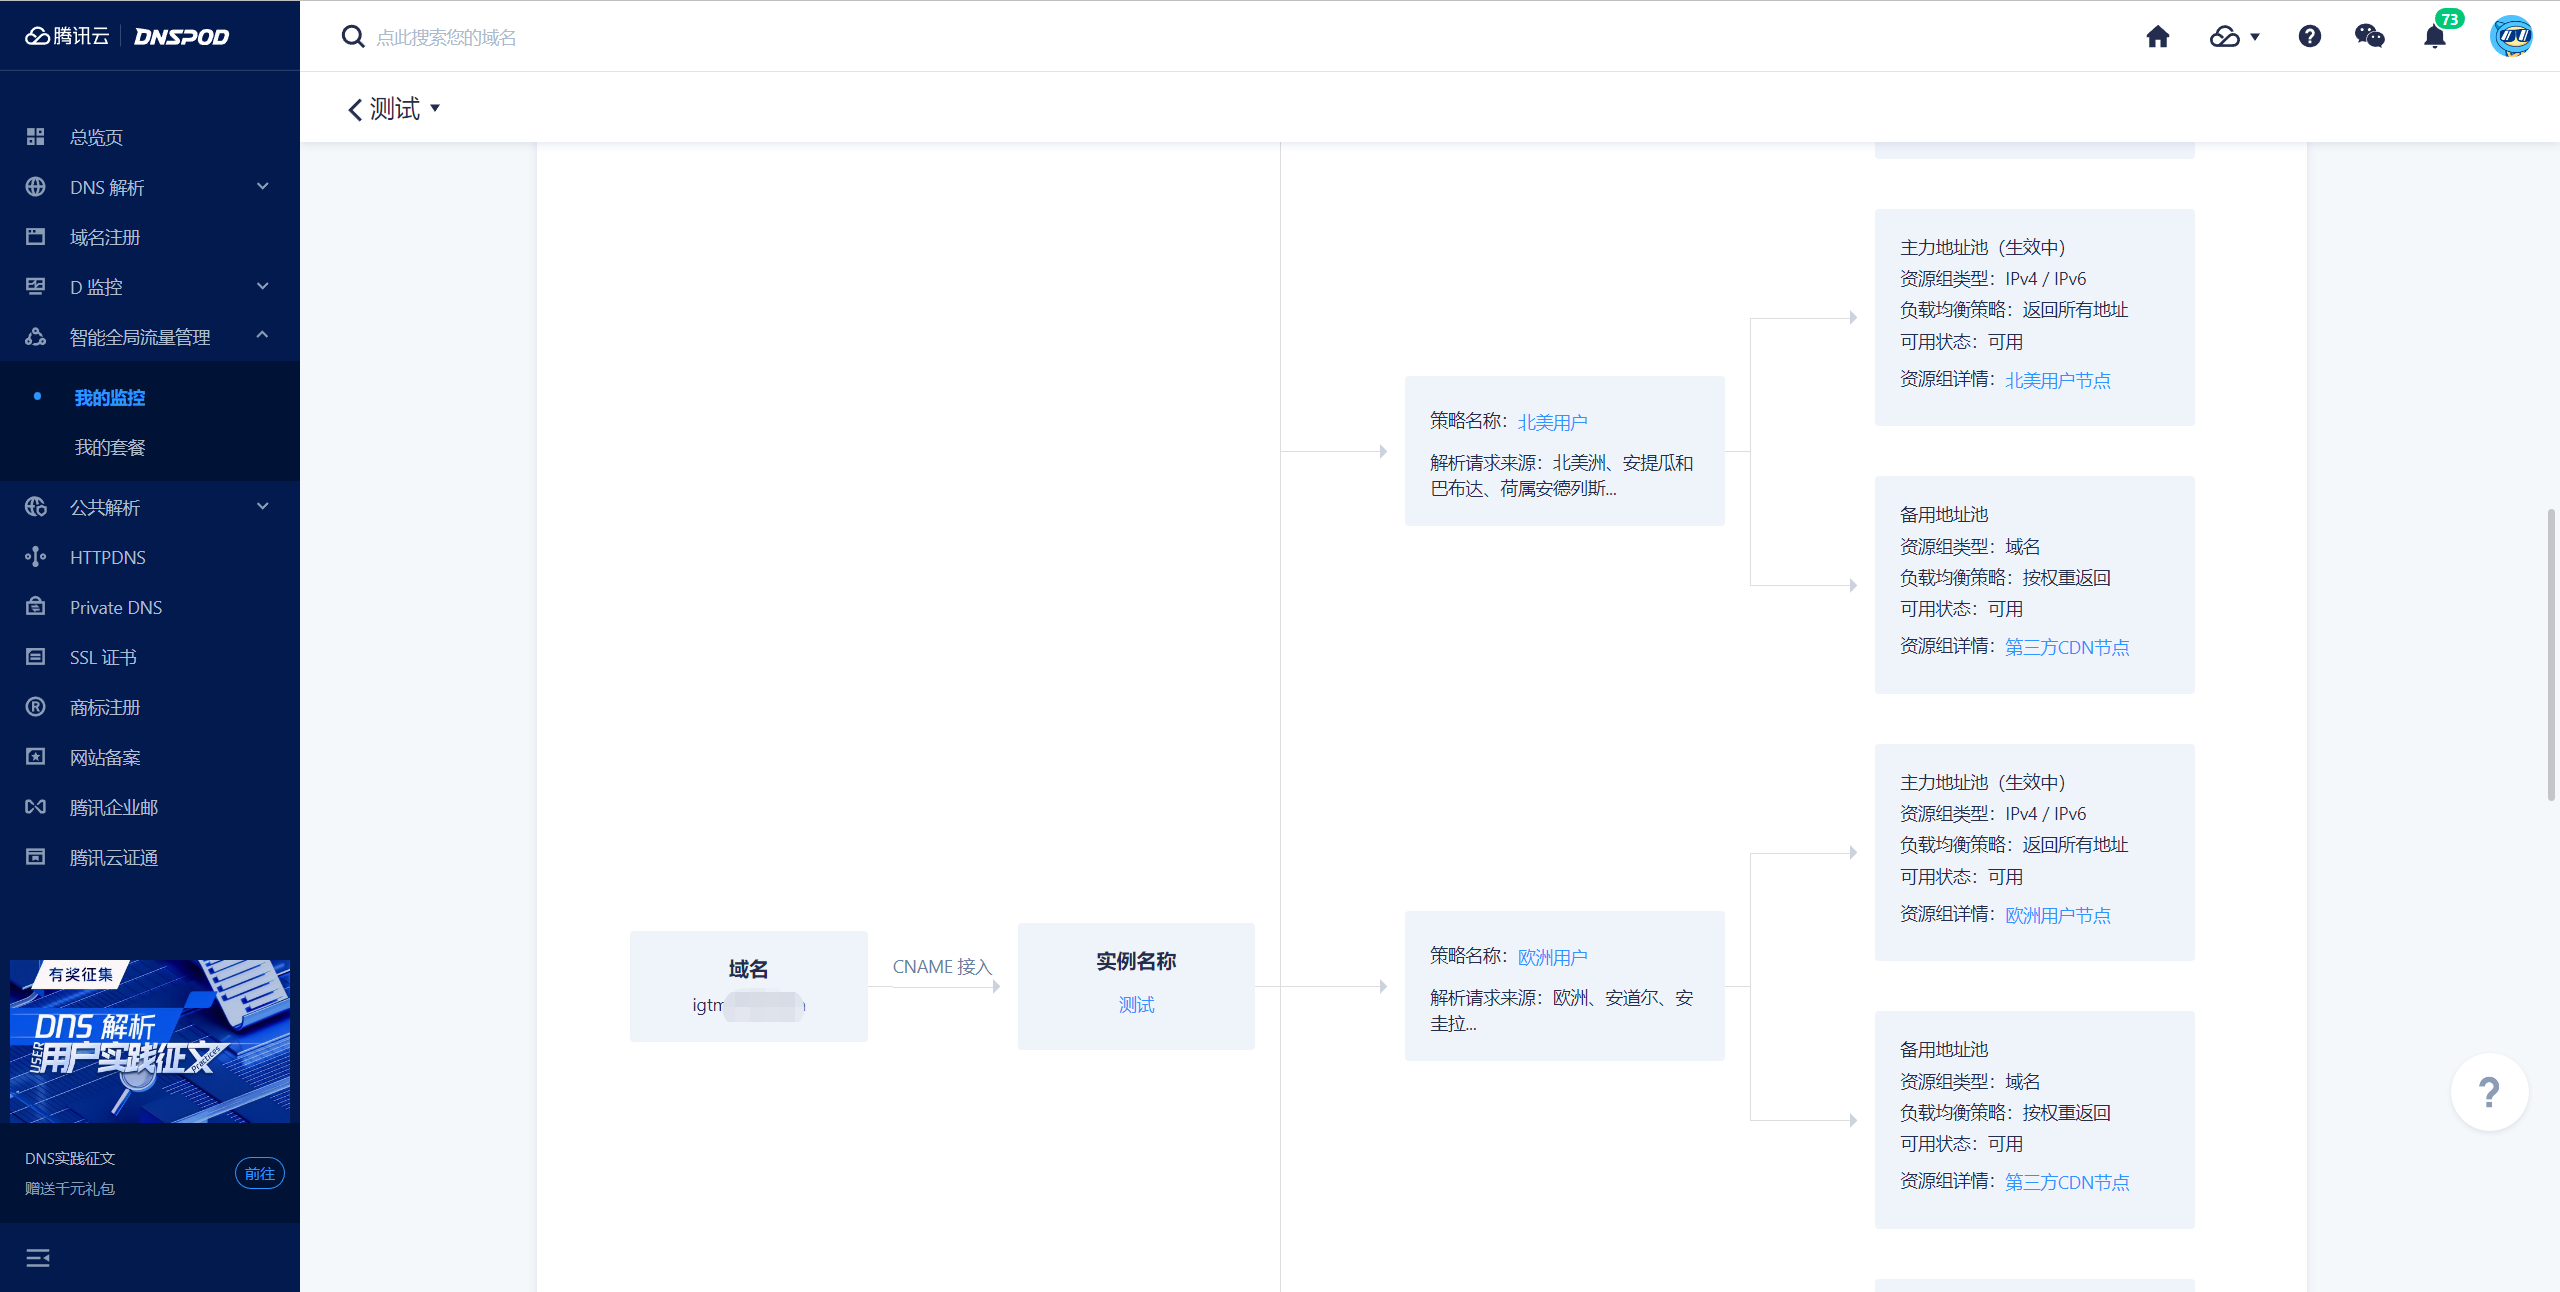 腾讯云 DNSPOD
点此搜索您的域名
73
测试
总览页
DNS 解析
域名注册
D 监控
智能全局流量管理
我的监控
我的套餐
公共解析
HTTPDNS
Private DNS
SSL 证书
商标注册
网站备案
腾讯企业邮
腾讯云证通
有奖征集
DNS 解析
用户实践征文
USER
Practices
DNS实践征文
赠送千元礼包
前往
域名
igtm
CNAME 接入
实例名称
测试
策略名称：北美用户
解析请求来源：北美洲、安提瓜和
巴布达、荷属安德列斯...
主力地址池（生效中）
资源组类型：IPv4 / IPv6
负载均衡策略：返回所有地址
可用状态：可用
资源组详情：北美用户节点
备用地址池
资源组类型：域名
负载均衡策略：按权重返回
可用状态：可用
资源组详情：第三方CDN节点
策略名称：欧洲用户
解析请求来源：欧洲、安道尔、安
圭拉...
主力地址池（生效中）
资源组类型：IPv4 / IPv6
负载均衡策略：返回所有地址
可用状态：可用
资源组详情：欧洲用户节点
备用地址池
资源组类型：域名
负载均衡策略：按权重返回
可用状态：可用
资源组详情：第三方CDN节点